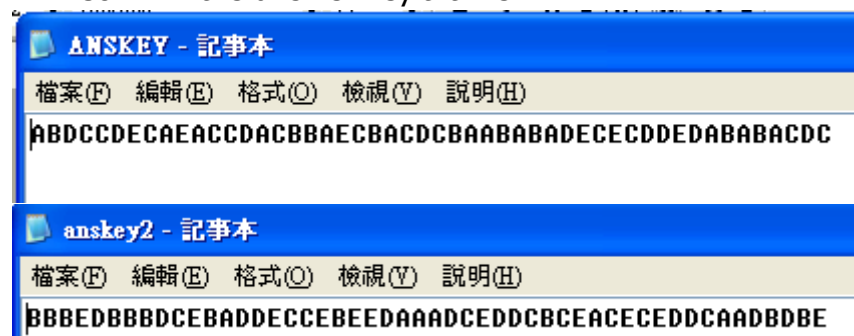 ANSKEY - 記事本
檔案(F) 編輯(E) 格式(O) 檢視(V) 說明(H)
ABDCCDECAEACCDACBBAECBACDCBAABABADECECDDEDABABACDC
anskey2 - 記事本
檔案(F) 編輯(E) 格式(O) 檢視(V) 說明(H)
BBBEDBBBDCEBADDECCEBEEDAAADCEDDCBCEACECEDDCAADBDBE